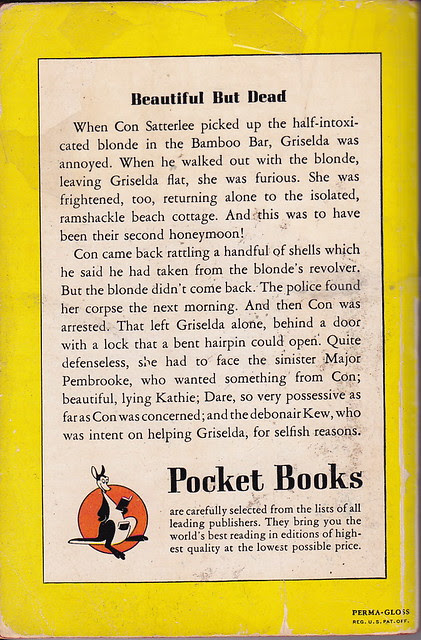 Beautiful But Dead
When Con Satterlee picked up the half-intoxi-
cated blonde in the Bamboo Bar, Griselda was
annoyed. When he walked out with the blonde,
leaving Griselda flat, she was furious. She was
frightened, too, returning alone to the isolated,
ramshackle beach cottage. And this was to have
been their second honeymoon!
Con came back rattling a handful of shells which
he said he had taken from the blonde's revolver.
But the blonde didn't come back. The police found
her corpse the next morning. And then Con was
arrested. That left Griselda alone, behind a door
with a lock that a bent hairpin could open. Quite
defenseless, she had to face the sinister Major
Pembrooke, who wanted something from Con;
beautiful, lying Kathie; Dare, so very possessive as
far as Con was concerned; and the debonair Kew, who
was intent on helping Griselda, for selfish reasons.
Pocket Books
are carefully selected from the lists of all
leading publishers. They bring you the
world's best reading in editions of high-
est quality at the lowest possible price.
PERMA-GLOSS
REG. U.S. PAT. OFF.